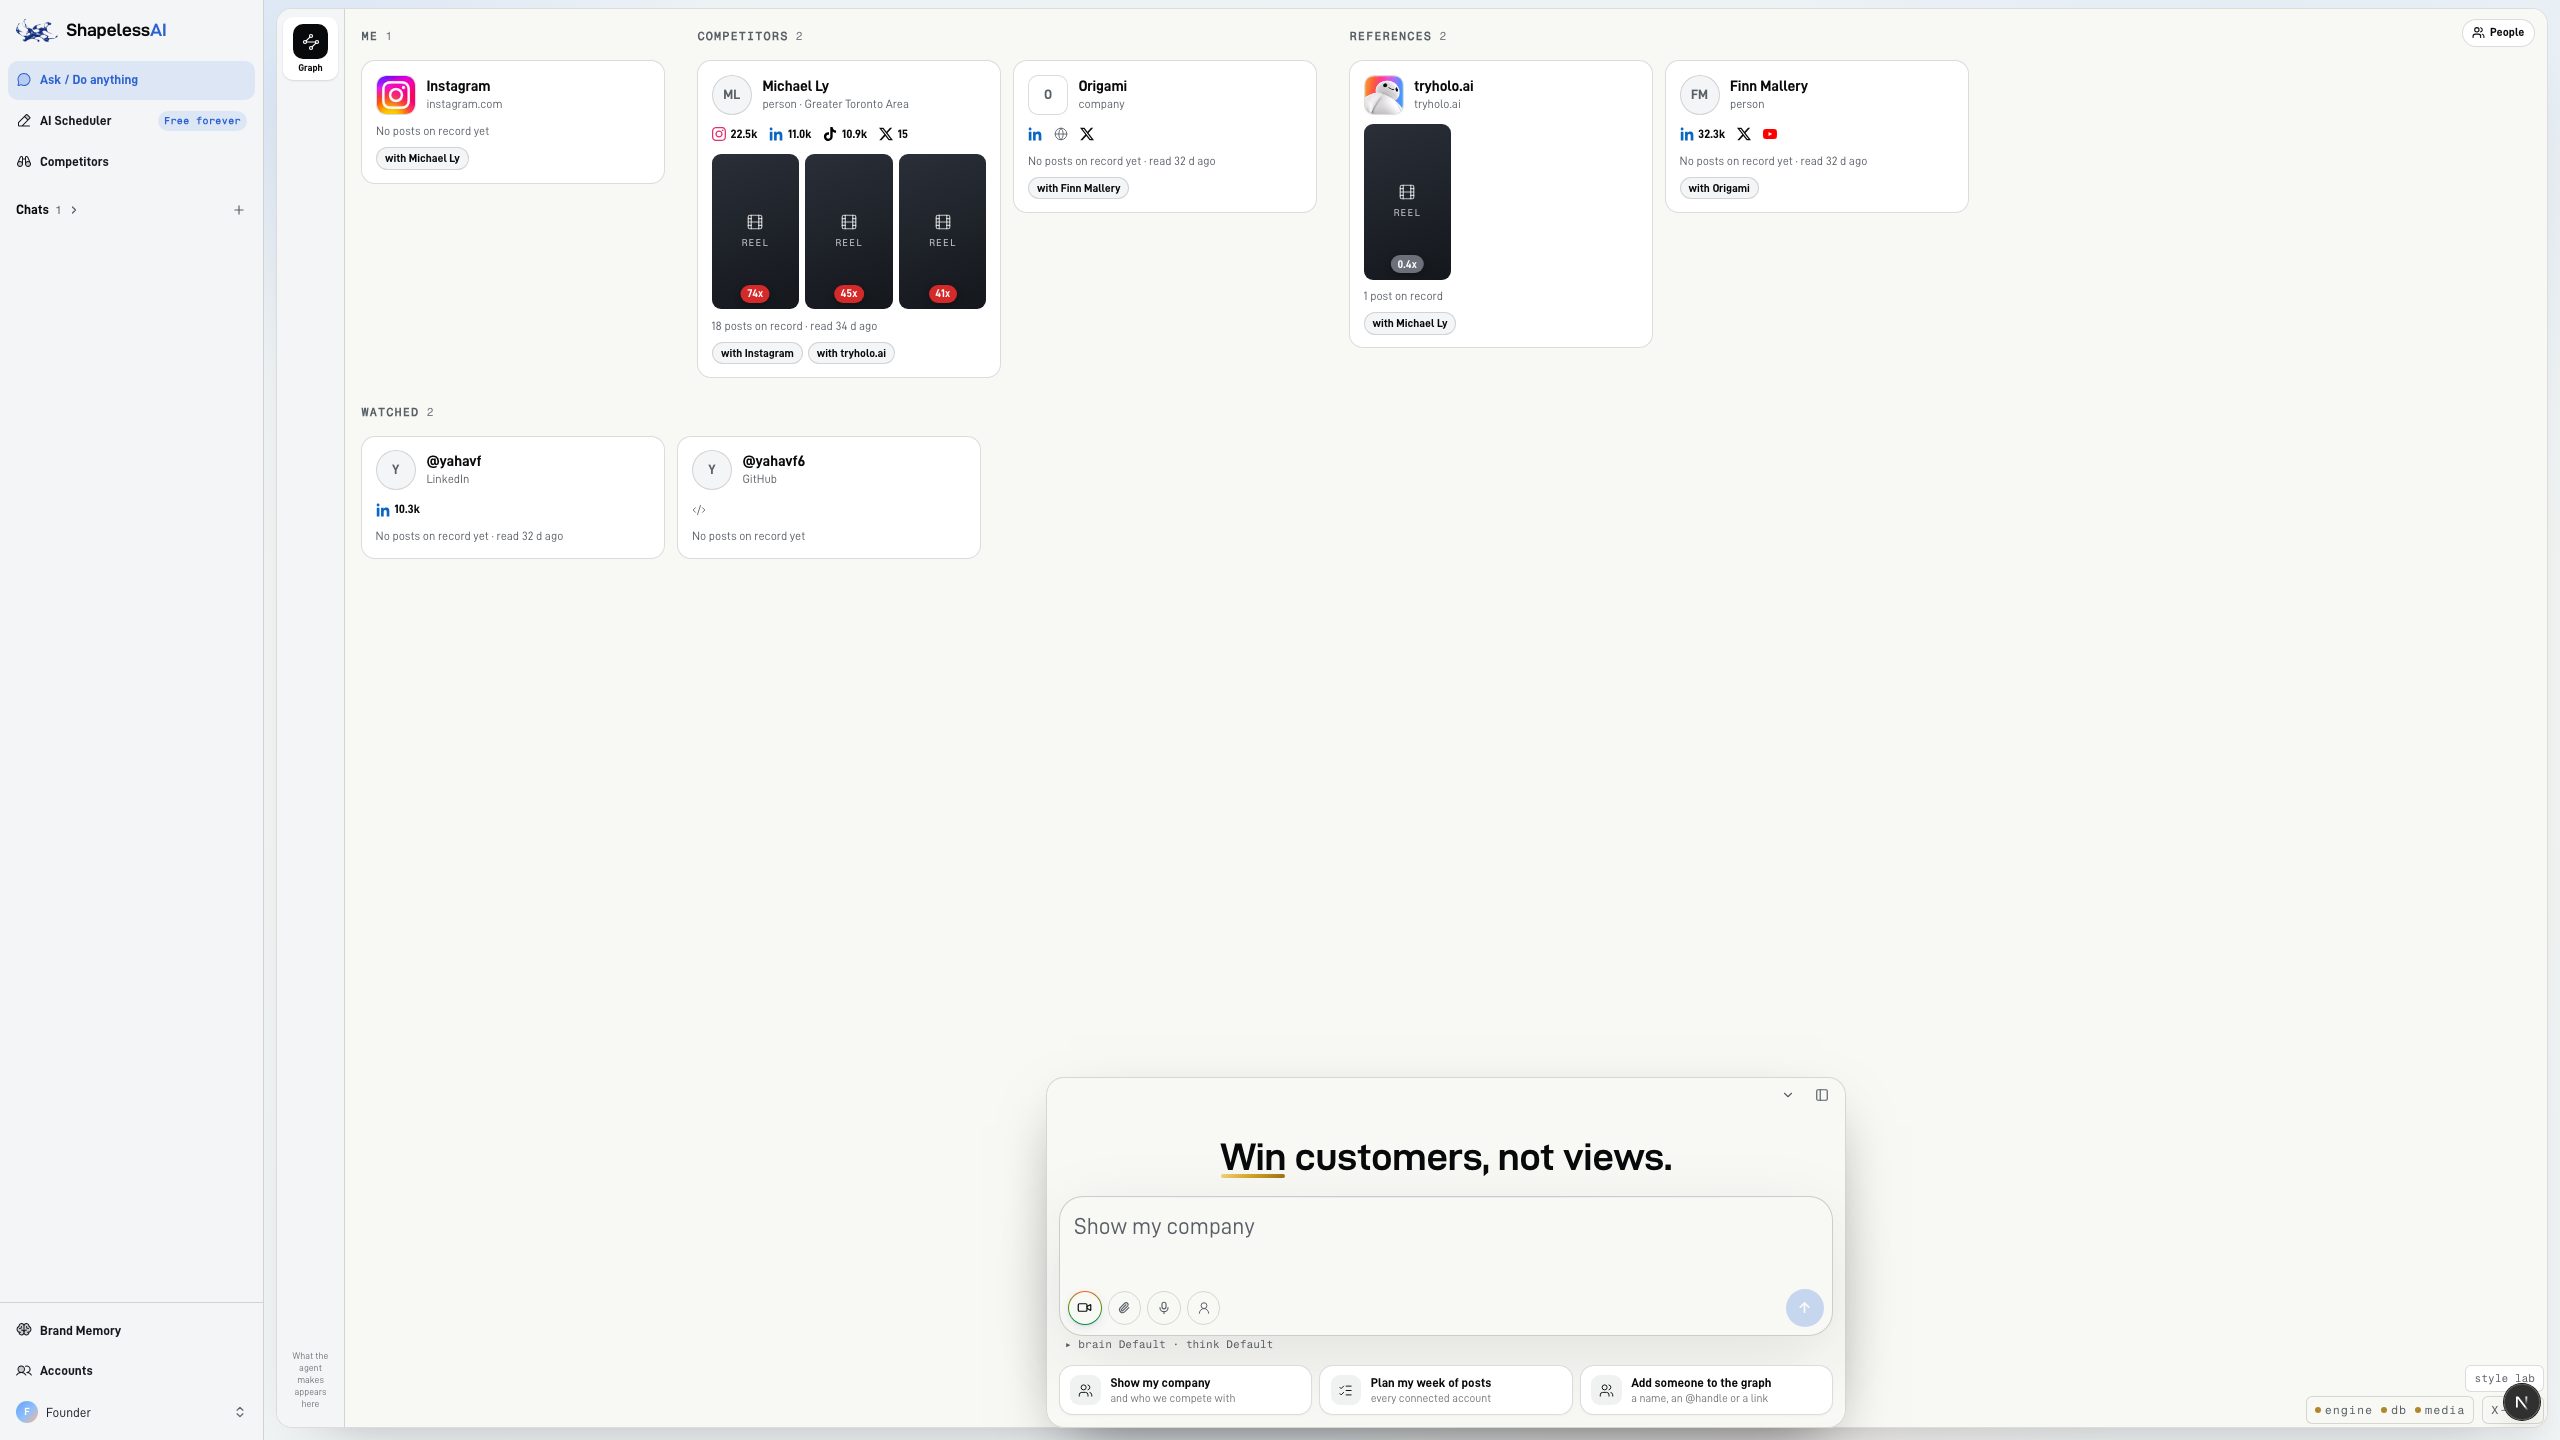 ShapelessAI
Ask / Do anything
AI Scheduler
Free forever
Competitors
Chats 1
Brand Memory
Accounts
F
Founder
Graph
What the
agent
makes
appears
here
ME 1
Instagram
instagram.com
No posts on record yet
with Michael Ly
COMPETITORS 2
ML
Michael Ly
person · Greater Toronto Area
22.5k 11.0k 10.9k 15
REEL REEL REEL
74x 45x 41x
18 posts on record · read 34 d ago
with Instagram with tryholo.ai
O
Origami
company
No posts on record yet · read 32 d ago
with Finn Mallery
REFERENCES 2
tryholo.ai
tryholo.ai
REEL
0.4x
1 post on record
with Michael Ly
FM
Finn Mallery
person
32.3k
No posts on record yet · read 32 d ago
with Origami
People
WATCHED 2
Y
@yahavf
LinkedIn
10.3k
No posts on record yet · read 32 d ago
Y
@yahavf6
GitHub
No posts on record yet
Win customers, not views.
Show my company
brain Default · think Default
Show my company
and who we compete with
Plan my week of posts
every connected account
Add someone to the graph
a name, an @handle or a link
style lab
engine db media
X-
N